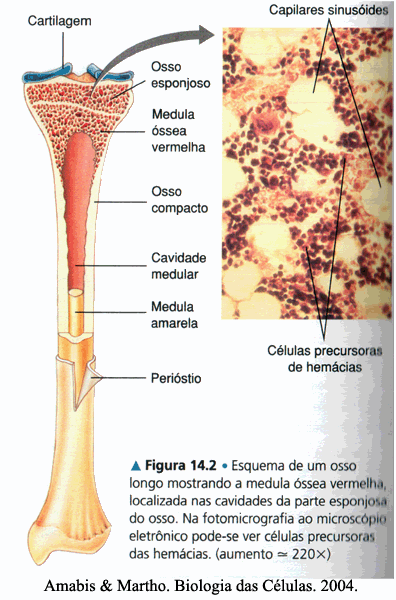 Cartilagem
Capilares sinusóides
Osso
esponjoso
Medula
óssea
vermelha
Osso
compacto
Cavidade
medular
Medula
amarela
Perióstio
Células precursoras
de hemácias
▲ Figura 14.2 • Esquema de um osso
longo mostrando a medula óssea vermelha,
localizada nas cavidades da parte esponjosa
do osso. Na fotomicrografia ao microscópio
eletrônico pode-se ver células precursoras
das hemácias. (aumento ≃ 220×)
Amabis & Martho. Biologia das Células. 2004.